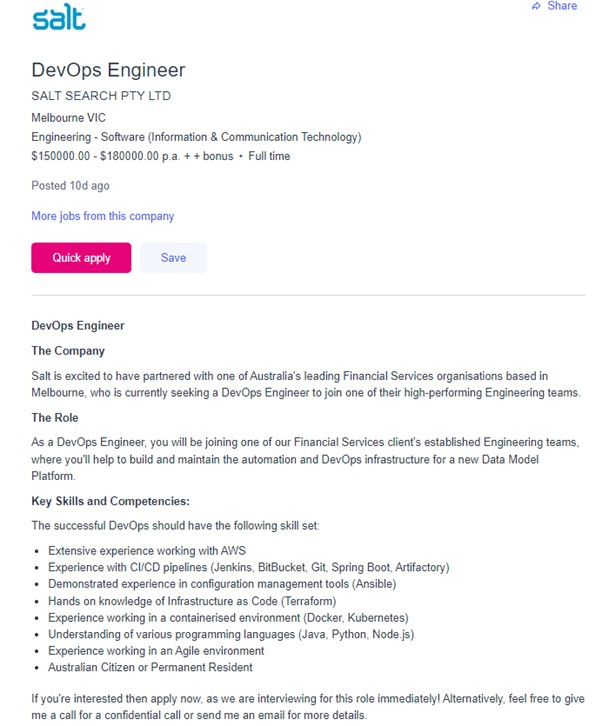 salt
Share
DevOps Engineer
SALT SEARCH PTY LTD
Melbourne VIC
Engineering - Software (Information & Communication Technology)
$150000.00 - $180000.00 p.a. + + bonus • Full time
Posted 10d ago
More jobs from this company
Quick apply
Save
DevOps Engineer
The Company
Salt is excited to have partnered with one of Australia's leading Financial Services organisations based in
Melbourne, who is currently seeking a DevOps Engineer to join one of their high-performing Engineering teams.
The Role
As a DevOps Engineer, you will be joining one of our Financial Services client's established Engineering teams,
where you'll help to build and maintain the automation and DevOps infrastructure for a new Data Model
Platform.
Key Skills and Competencies:
The successful DevOps should have the following skill set:
• Extensive experience working with AWS
• Experience with CI/CD pipelines (Jenkins, BitBucket, Git, Spring Boot, Artifactory)
• Demonstrated experience in configuration management tools (Ansible)
• Hands on knowledge of Infrastructure as Code (Terraform)
• Experience working in a containerised environment (Docker, Kubernetes)
• Understanding of various programming languages (Java, Python, Node.js)
• Experience working in an Agile environment
• Australian Citizen or Permanent Resident
If you're interested then apply now, as we are interviewing for this role immediately! Alternatively, feel free to give
me a call for a confidential call or send me an email for more details.